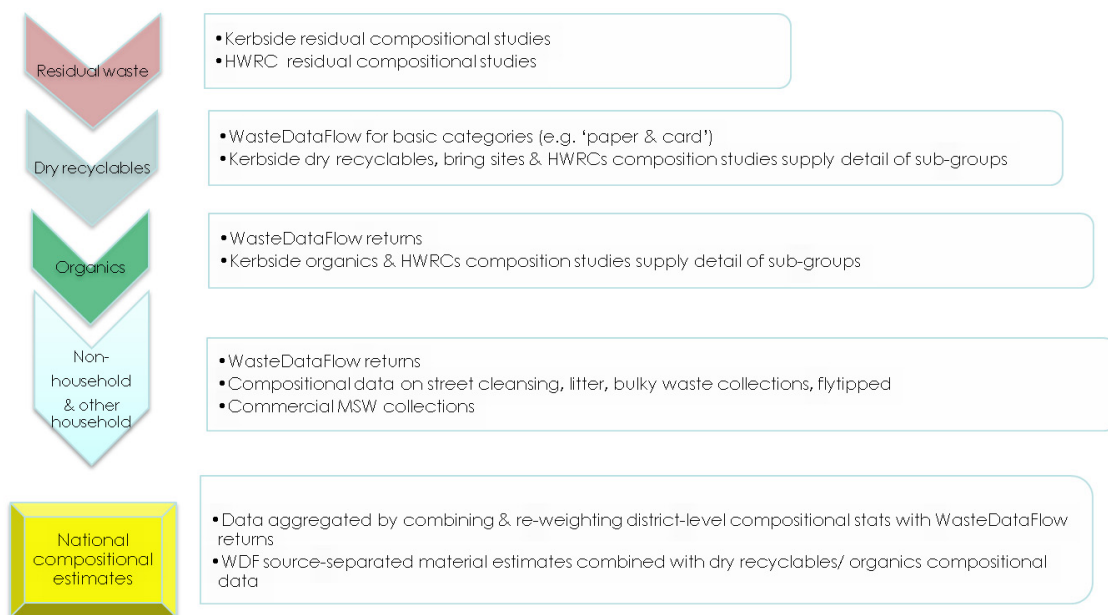 Residual waste
• Kerbside residual compositional studies
• HWRC residual compositional studies
Dry recyclables
• WasteDataFlow for basic categories (e.g. ‘paper & card’)
• Kerbside dry recyclables, bring sites & HWRCs composition studies supply detail of sub-groups
Organics
• WasteDataFlow returns
• Kerbside organics & HWRCs composition studies supply detail of sub-groups
Non-
household
& other
household
• WasteDataFlow returns
• Compositional data on street cleansing, litter, bulky waste collections, flytipped
• Commercial MSW collections
National
compositional
estimates
• Data aggregated by combining & re-weighting district-level compositional stats with WasteDataFlow
returns
• WDF source-separated material estimates combined with dry recyclables/ organics compositional
data